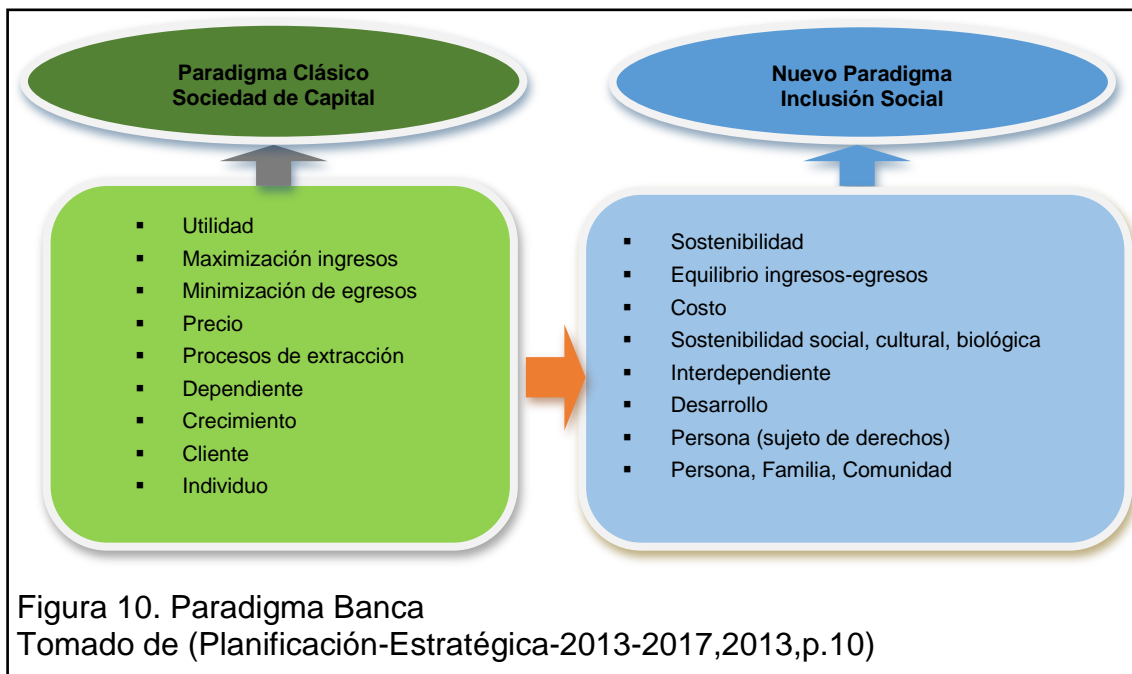 Paradigma Clásico
Sociedad de Capital
▪ Utilidad
▪ Maximización ingresos
▪ Minimización de egresos
▪ Precio
▪ Procesos de extracción
▪ Dependiente
▪ Crecimiento
▪ Cliente
▪ Individuo
Nuevo Paradigma
Inclusión Social
▪ Sostenibilidad
▪ Equilibrio ingresos-egresos
▪ Costo
▪ Sostenibilidad social, cultural, biológica
▪ Interdependiente
▪ Desarrollo
▪ Persona (sujeto de derechos)
▪ Persona, Familia, Comunidad
Figura 10. Paradigma Banca
Tomado de (Planificación-Estratégica-2013-2017,2013,p.10)